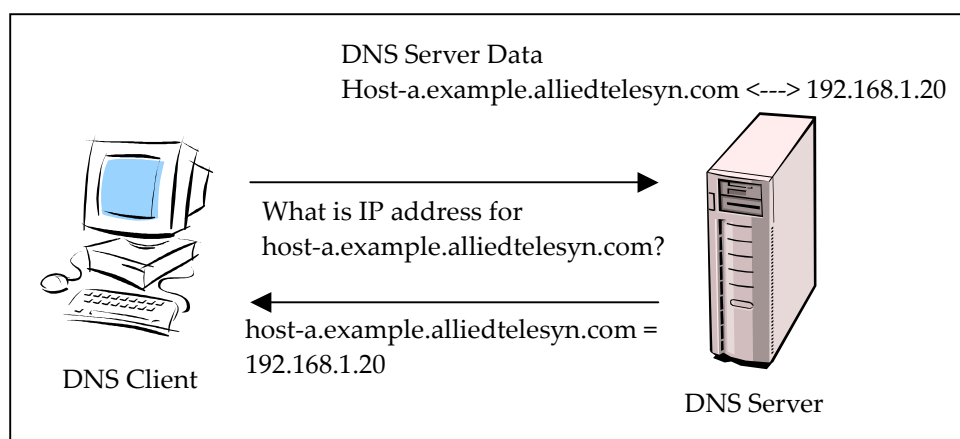 DNS Server Data
Host-a.example.alliedtelesyn.com <---> 192.168.1.20
What is IP address for
host-a.example.alliedtelesyn.com?
host-a.example.alliedtelesyn.com =
192.168.1.20
DNS Client
DNS Server